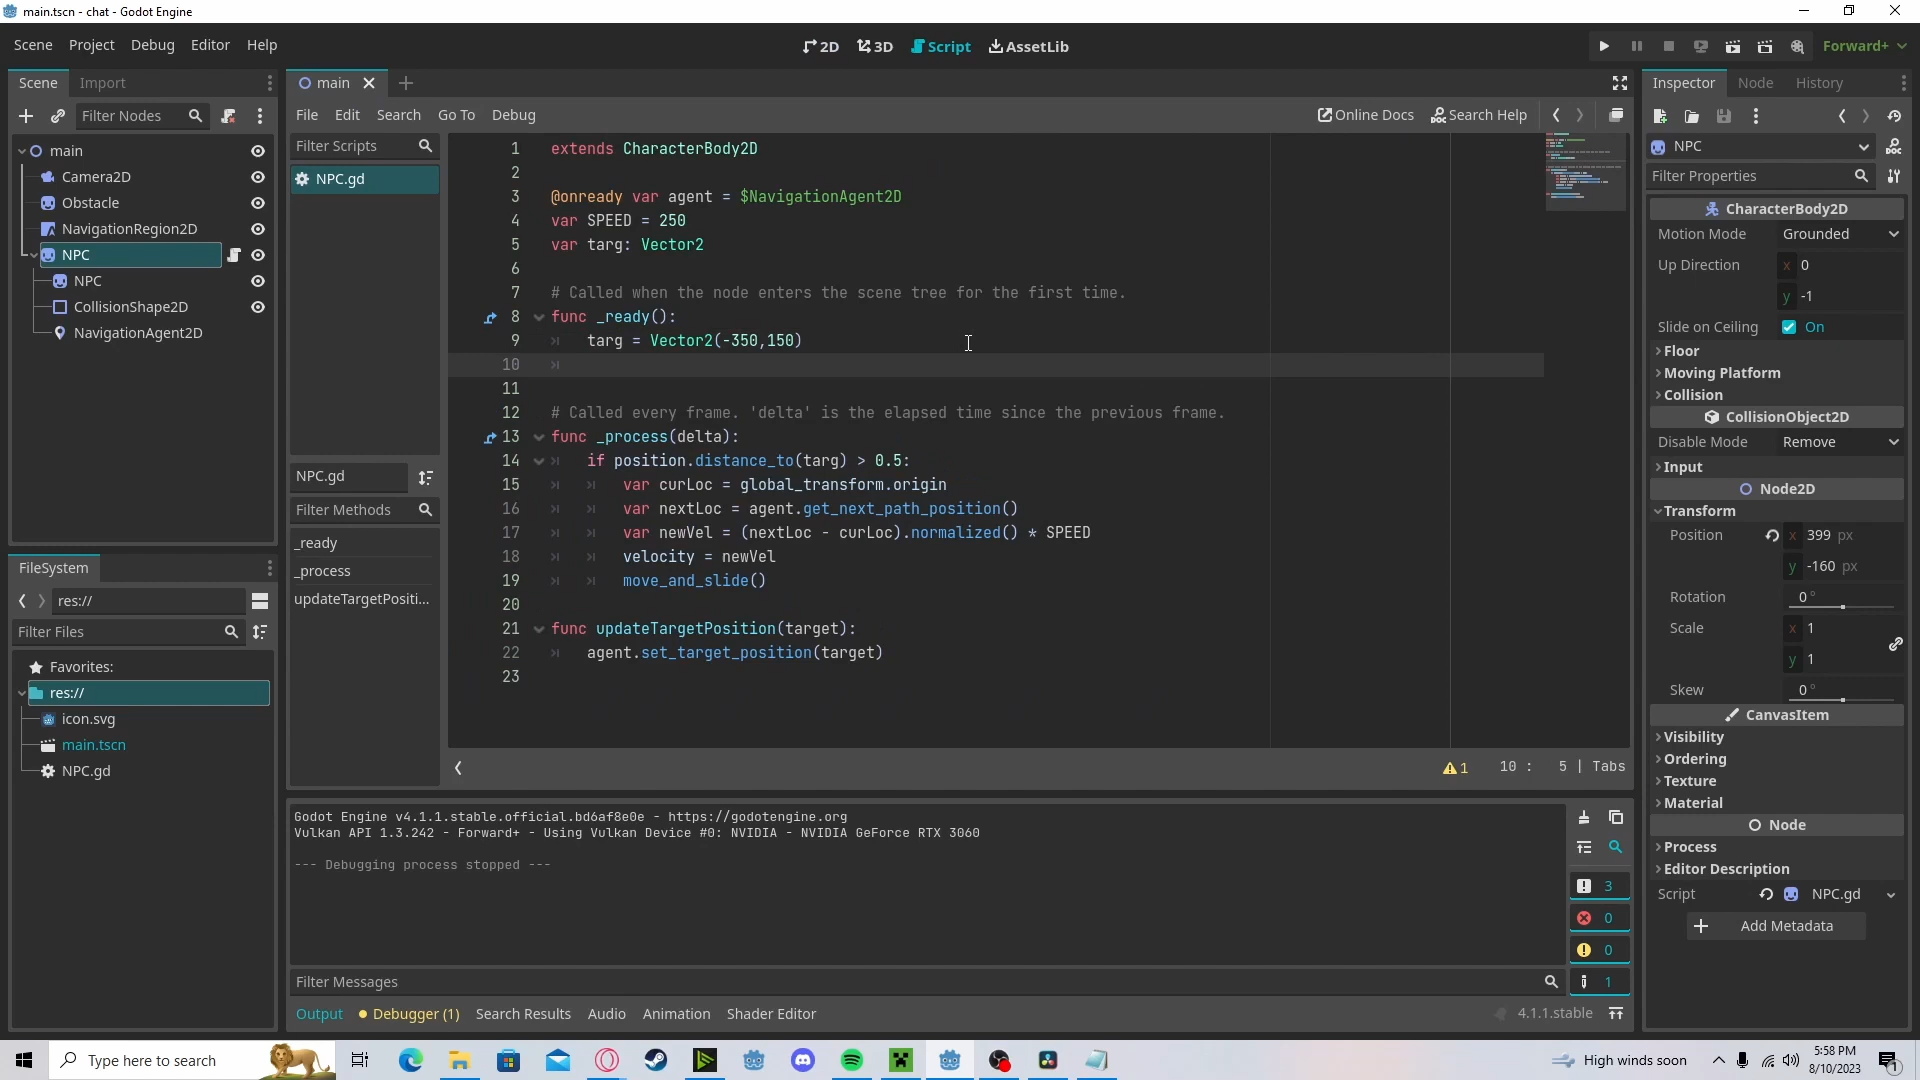 main.tscn - chat - Godot Engine
Scene Project Debug Editor Help
2D 3D Script AssetLib
Forward+
Scene Import
main
Inspector Node History
Filter Nodes
File Edit Search Go To Debug
Online Docs Search Help
main
Camera2D
Obstacle
NavigationRegion2D
NPC
NPC
CollisionShape2D
NavigationAgent2D
Filter Scripts
NPC.gd
NPC.gd
Filter Methods
_ready
_process
updateTargetPositi...
1 extends CharacterBody2D
2
3 @onready var agent = $NavigationAgent2D
4 var SPEED = 250
5 var targ: Vector2
6
7 # Called when the node enters the scene tree for the first time.
8 func _ready():
9 targ = Vector2(-350,150)
10
11
12 # Called every frame. 'delta' is the elapsed time since the previous frame.
13 func _process(delta):
14 if position.distance_to(targ) > 0.5:
15 var curLoc = global_transform.origin
16 var nextLoc = agent.get_next_path_position()
17 var newVel = (nextLoc - curLoc).normalized() * SPEED
18 velocity = newVel
19 move_and_slide()
20
21 func updateTargetPosition(target):
22 agent.set_target_position(target)
23
1 10 : 5 | Tabs
FileSystem
res://
Filter Files
Favorites:
res://
icon.svg
main.tscn
NPC.gd
Godot Engine v4.1.1.stable.official.bd6af8e0e - https://godotengine.org
Vulkan API 1.3.242 - Forward+ - Using Vulkan Device #0: NVIDIA - NVIDIA GeForce RTX 3060
--- Debugging process stopped ---
3
0
0
1
Filter Messages
Output Debugger (1) Search Results Audio Animation Shader Editor
4.1.1.stable
NPC
Filter Properties
CharacterBody2D
Motion Mode Grounded
Up Direction x 0
y -1
Slide on Ceiling On
Floor
Moving Platform
Collision
CollisionObject2D
Disable Mode Remove
Input
Node2D
Transform
Position x 399 px
y -160 px
Rotation 0 °
Scale x 1
y 1
Skew 0 °
CanvasItem
Visibility
Ordering
Texture
Material
Node
Process
Editor Description
Script NPC.gd
Add Metadata
Type here to search
High winds soon
5:58 PM
8/10/2023
1